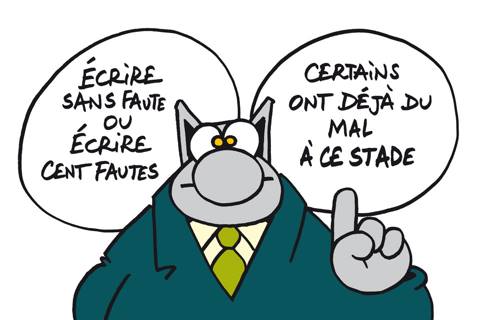 ÉCRIRE
SANS FAUTE
OU
ÉCRIRE
CENT FAUTES
CERTAINS
ONT DÉJÀ DU
MAL
À CE STADE